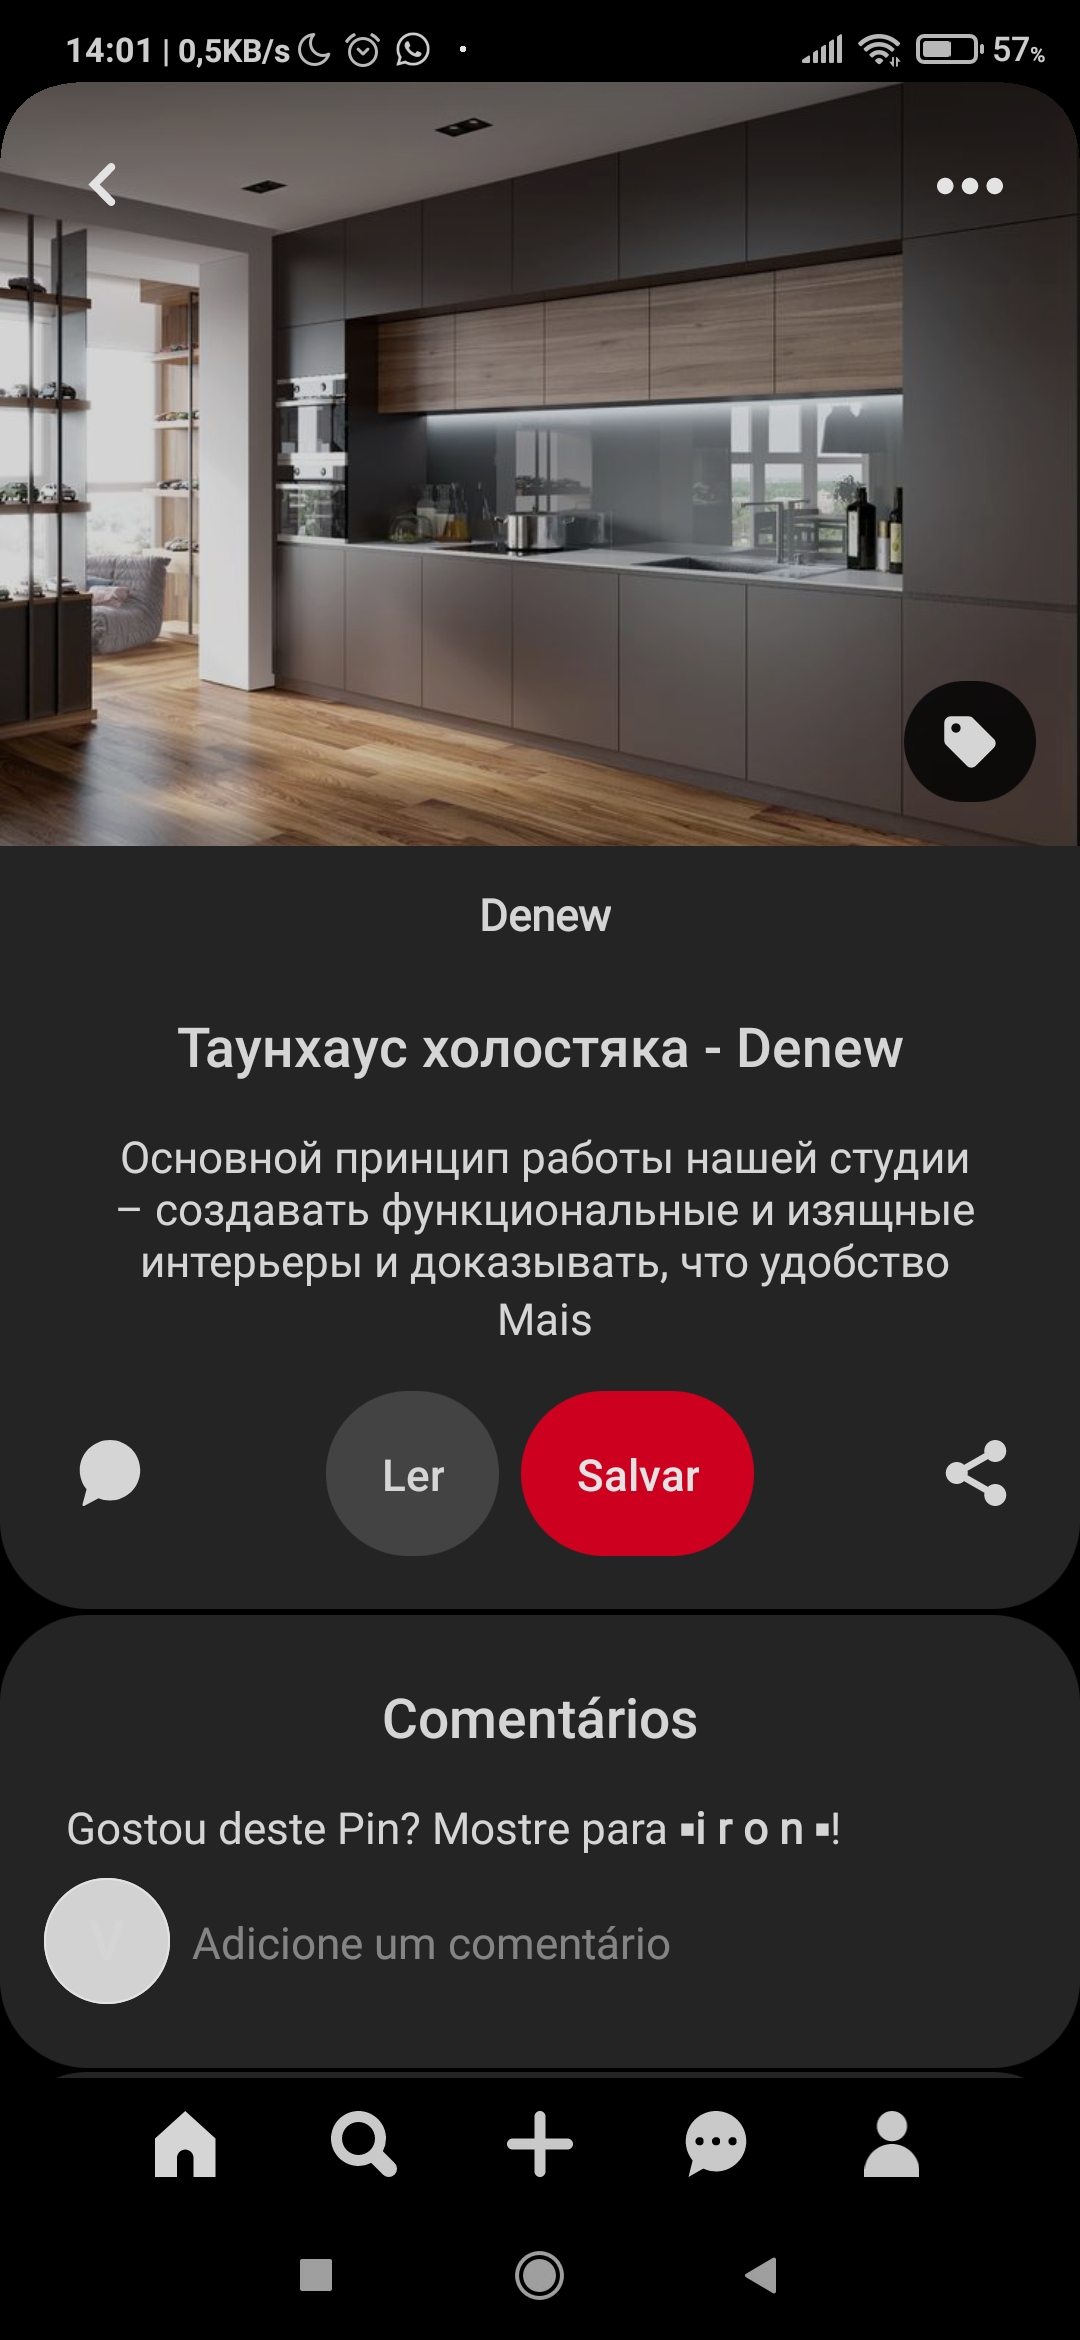 14:01 | 0,5KB/s
57%
Denew
Таунхаус холостяка - Denew
Основной принцип работы нашей студии
– создавать функциональные и изящные
интерьеры и доказывать, что удобство
Mais
Ler
Salvar
Comentários
Gostou deste Pin? Mostre para ▪i r o n ▪!
V
Adicione um comentário